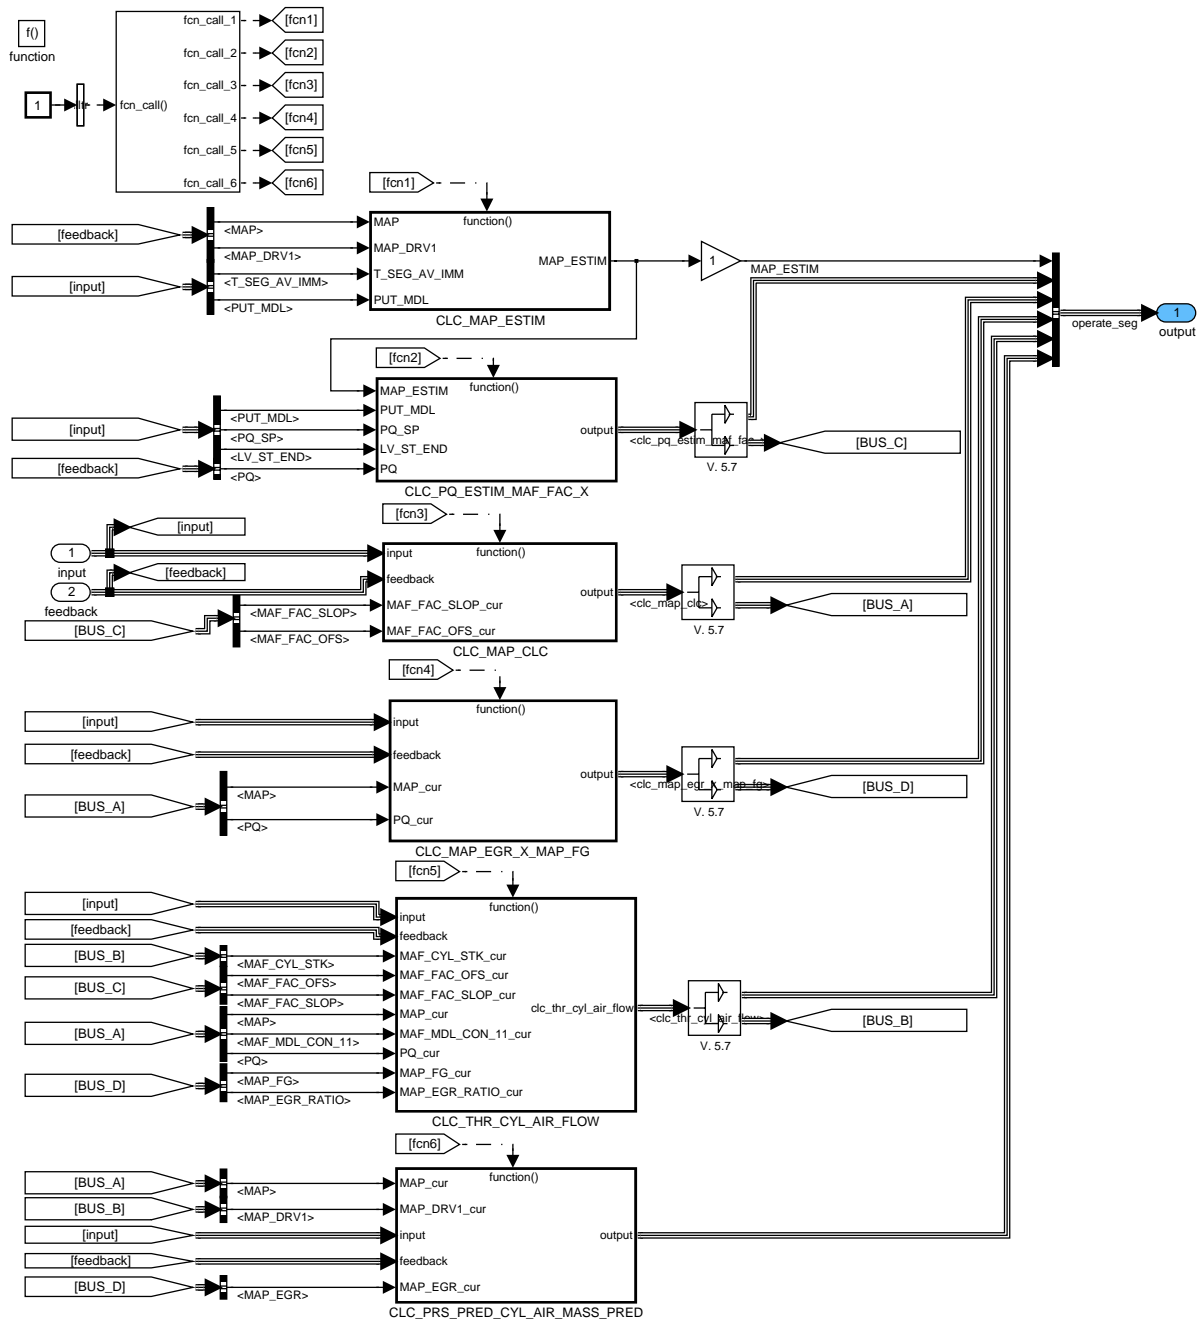 f()
function
1
fcn_call()
fcn_call_1
[fcn1]
fcn_call_2
[fcn2]
fcn_call_3
[fcn3]
fcn_call_4
[fcn4]
fcn_call_5
[fcn5]
fcn_call_6
[fcn6]
[fcn1]
function()
[feedback]
<MAP>
MAP
<MAP_DRV1>
MAP_DRV1
[input]
<T_SEG_AV_IMM>
T_SEG_AV_IMM
<PUT_MDL>
PUT_MDL
MAP_ESTIM
CLC_MAP_ESTIM
1
MAP_ESTIM
operate_seg
1
output
[fcn2]
function()
MAP_ESTIM
[input]
<PUT_MDL>
PUT_MDL
<PQ_SP>
PQ_SP
[feedback]
<LV_ST_END>
LV_ST_END
<PQ>
PQ
output
CLC_PQ_ESTIM_MAF_FAC_X
V. 5.7
[BUS_C]
[fcn3]
function()
[input]
1
input
input
[feedback]
2
feedback
feedback
[BUS_C]
<MAF_FAC_SLOP>
MAF_FAC_SLOP_cur
<MAF_FAC_OFS>
MAF_FAC_OFS_cur
output
CLC_MAP_CLC
<clc_map_clc>
V. 5.7
[BUS_A]
[fcn4]
function()
[input]
input
[feedback]
feedback
[BUS_A]
<MAP>
MAP_cur
<PQ>
PQ_cur
output
CLC_MAP_EGR_X_MAP_FG
V. 5.7
[BUS_D]
[fcn5]
function()
[input]
input
[feedback]
feedback
[BUS_B]
<MAF_CYL_STK>
MAF_CYL_STK_cur
[BUS_C]
<MAF_FAC_OFS>
MAF_FAC_OFS_cur
<MAF_FAC_SLOP>
MAF_FAC_SLOP_cur
[BUS_A]
<MAP>
MAP_cur
<MAF_MDL_CON_11>
MAF_MDL_CON_11_cur
<PQ>
PQ_cur
[BUS_D]
<MAP_FG>
MAP_FG_cur
<MAP_EGR_RATIO>
MAP_EGR_RATIO_cur
clc_thr_cyl_air_flow
CLC_THR_CYL_AIR_FLOW
<clc_thr_cyl_air_flow>
V. 5.7
[BUS_B]
[fcn6]
function()
[BUS_A]
<MAP>
MAP_cur
[BUS_B]
<MAP_DRV1>
MAP_DRV1_cur
[input]
input
[feedback]
feedback
[BUS_D]
<MAP_EGR>
MAP_EGR_cur
output
CLC_PRS_PRED_CYL_AIR_MASS_PRED